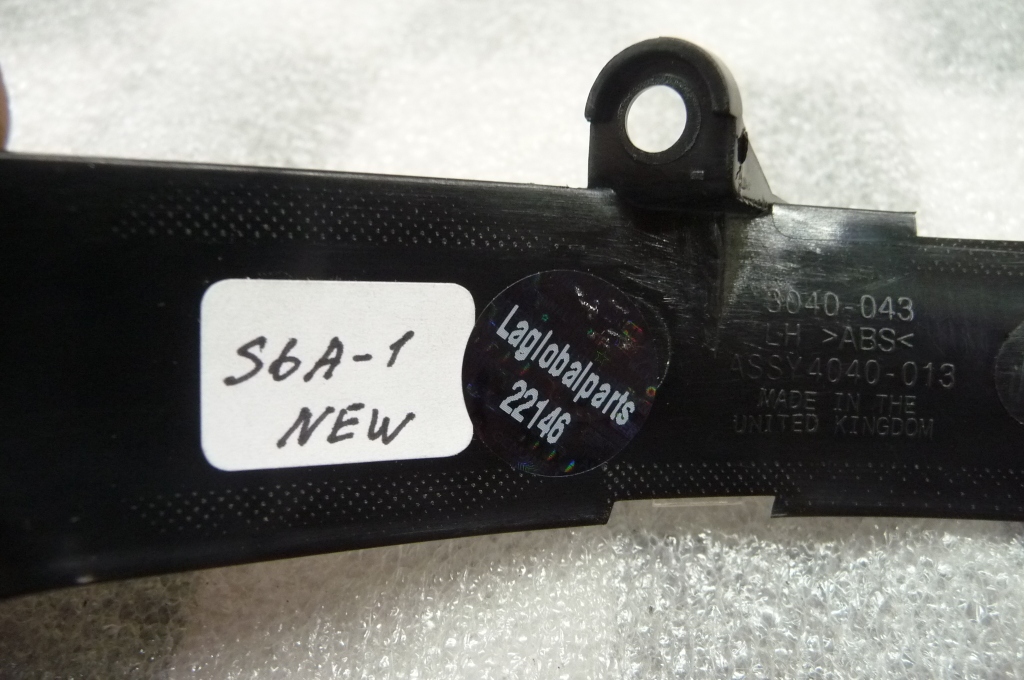 S6A-1
NEW
Laglobalparts
22146
3040-043
LH >ABS<
ASSY4040-013
MADE IN THE
UNITED KINGDOM